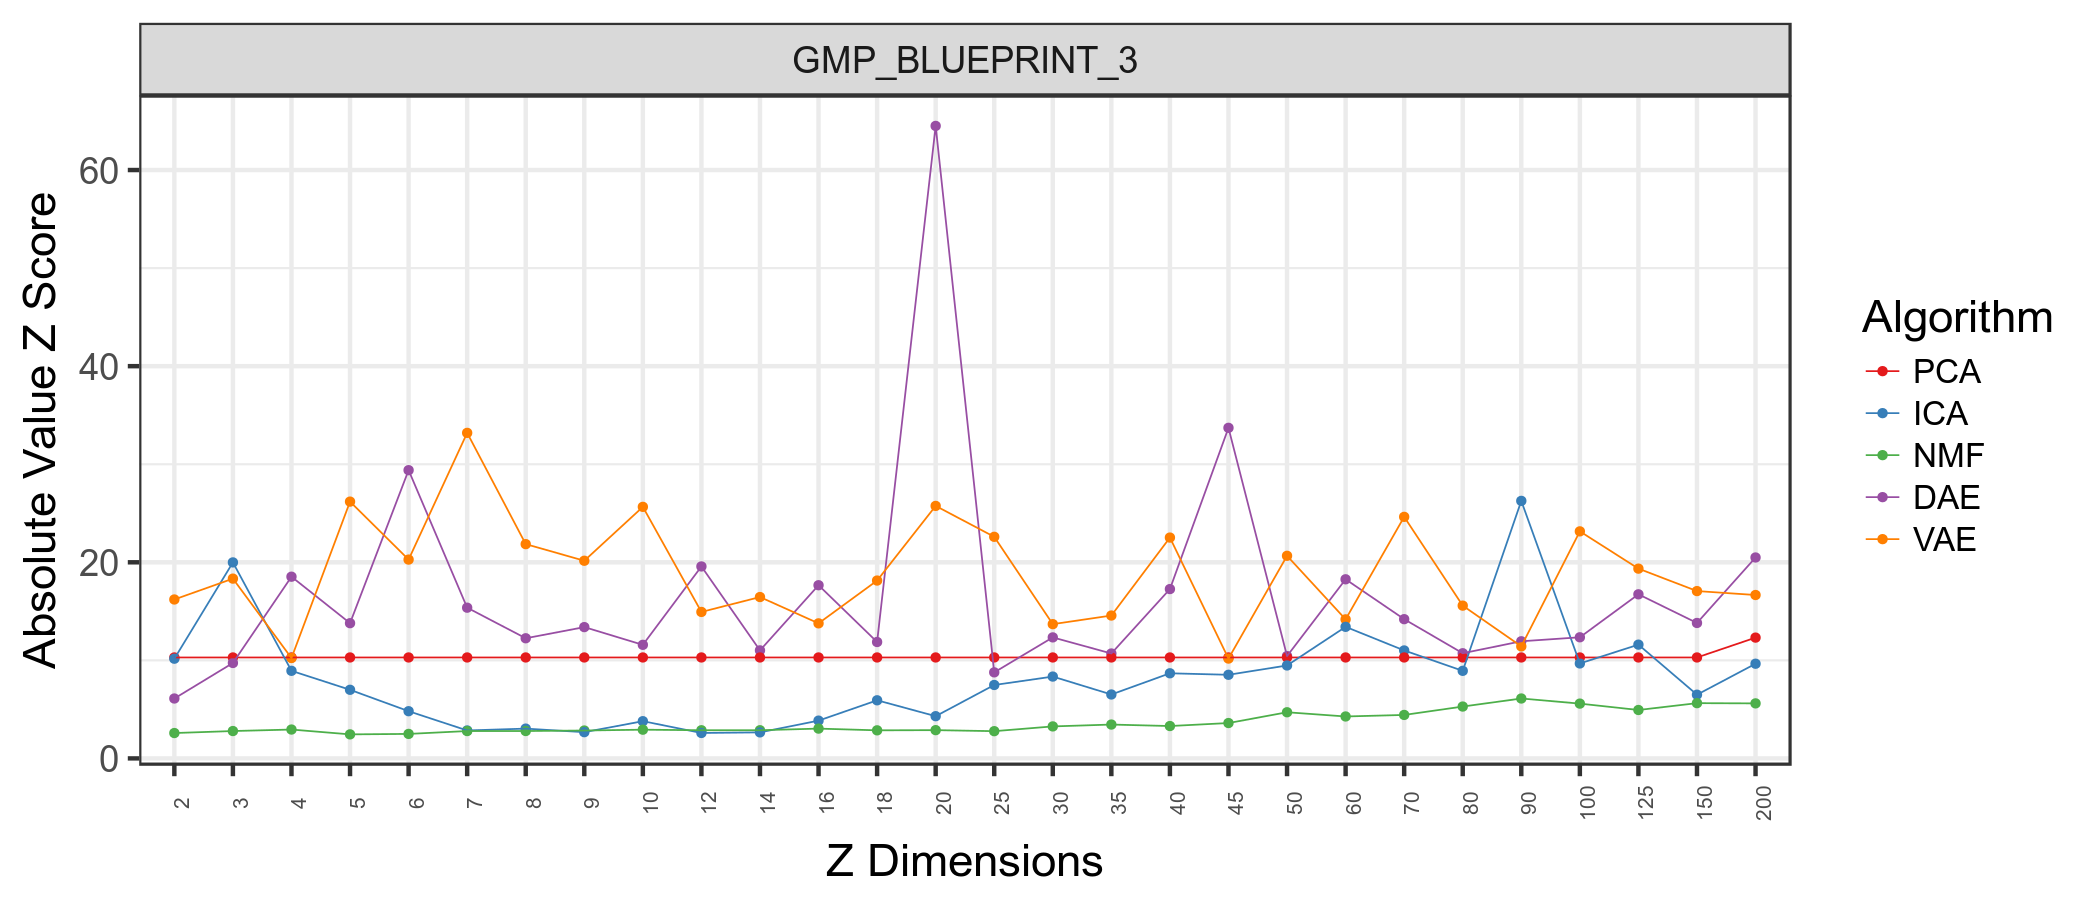 GMP_BLUEPRINT_3
Absolute Value Z Score
60
40
20
0
2 3 4 5 6 7 8 9 10 12 14 16 18 20 25 30 35 40 45 50 60 70 80 90 100 125 150 200
Z Dimensions
Algorithm
PCA
ICA
NMF
DAE
VAE